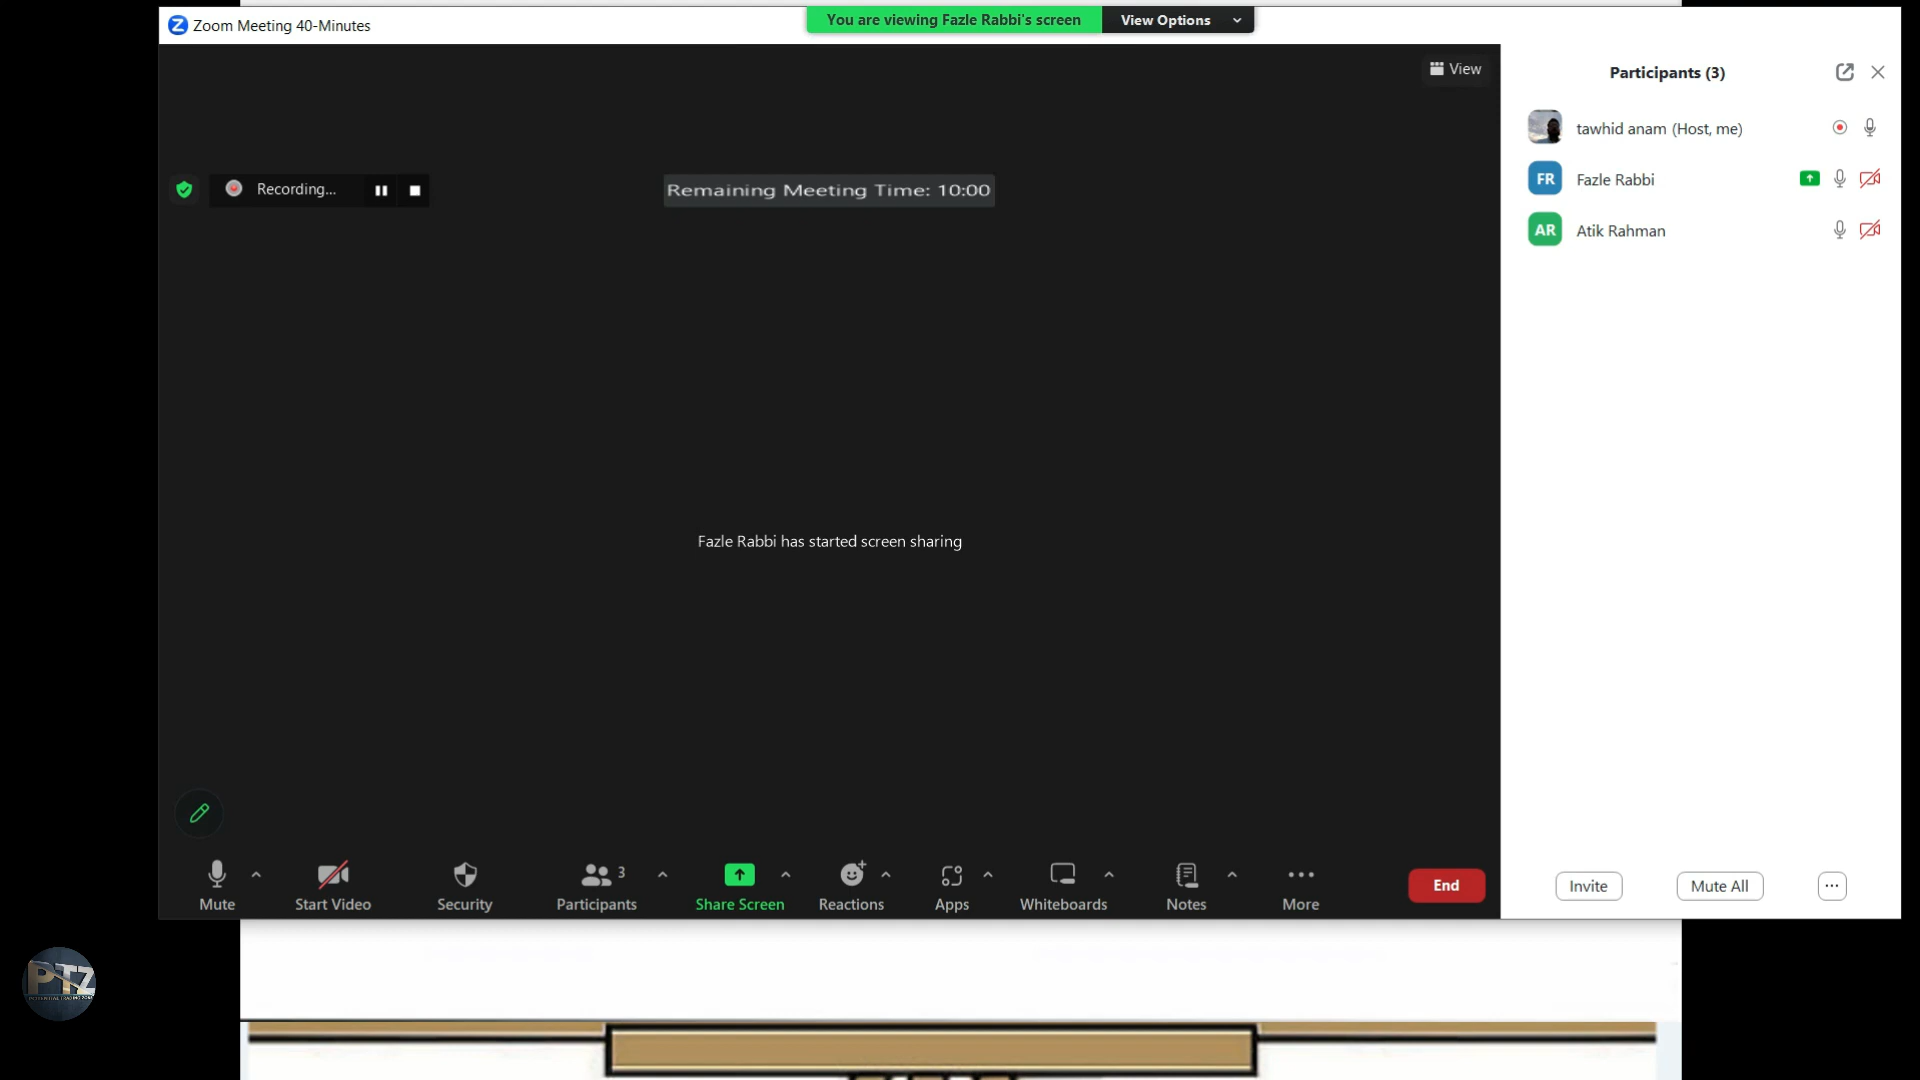 Zoom Meeting 40-Minutes
You are viewing Fazle Rabbi's screen
View Options
View
Participants (3)
tawhid anam (Host, me)
FR
Fazle Rabbi
AR
Atik Rahman
Recording...
Remaining Meeting Time: 10:00
Fazle Rabbi has started screen sharing
Mute
Start Video
Security
3
Participants
Share Screen
Reactions
Apps
Whiteboards
Notes
More
End
Invite
Mute All
PTZ